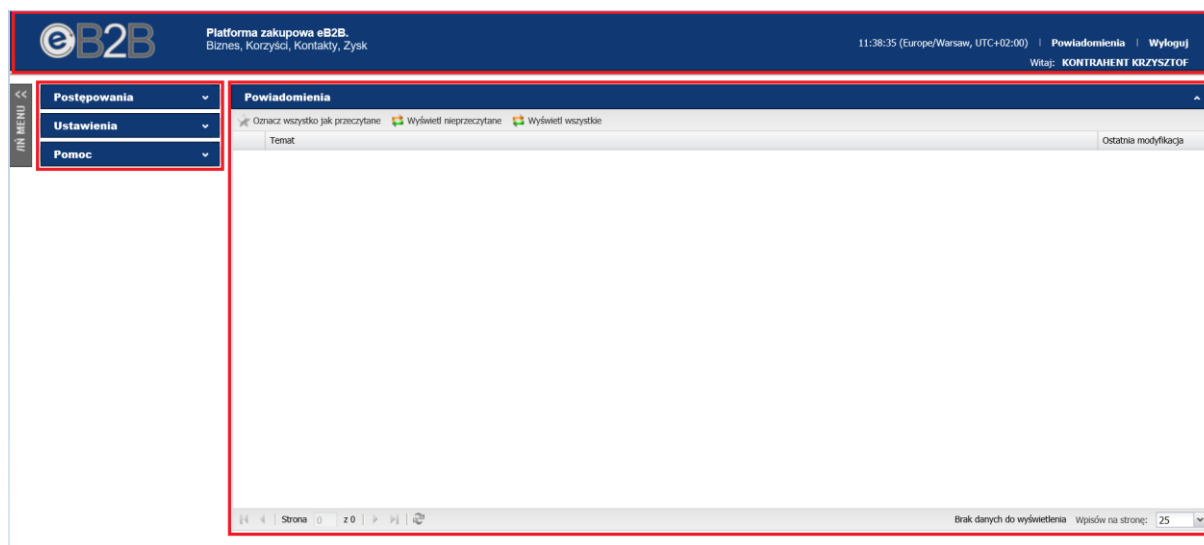 eB2B
Platforma zakupowa eB2B.
Biznes, Korzyści, Kontakty, Zysk
11:38:35 (Europe/Warsaw, UTC+02:00) | Powiadomienia | Wyloguj
Witaj: KONTRAHENT KRZYSZTOF
<<
IŃ MENU
Postępowania
Ustawienia
Pomoc
Powiadomienia
Oznacz wszystko jak przeczytane Wyświetl nieprzeczytane Wyświetl wszystkie
Temat Ostatnia modyfikacja
Strona 0 z 0 Brak danych do wyświetlenia Wpisów na stronę: 25